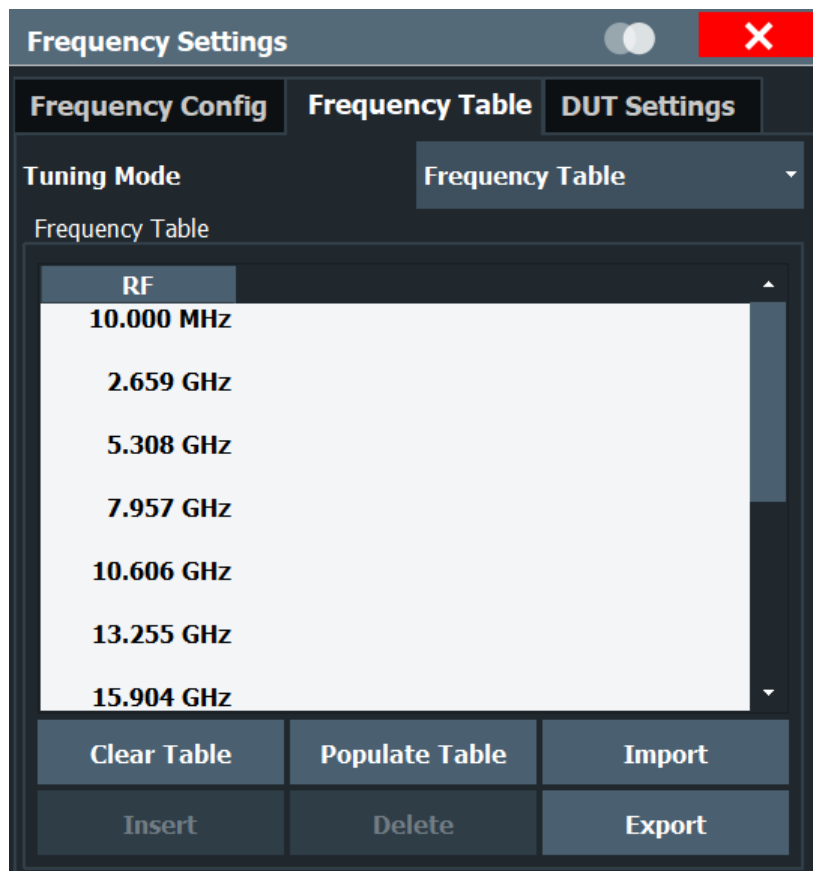 Frequency Settings
Frequency Config Frequency Table DUT Settings
Tuning Mode Frequency Table
Frequency Table
RF
10.000 MHz
2.659 GHz
5.308 GHz
7.957 GHz
10.606 GHz
13.255 GHz
15.904 GHz
Clear Table Populate Table Import
Insert Delete Export